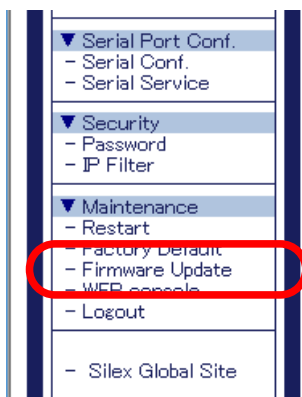 ▼ Serial Port Conf.
- Serial Conf.
- Serial Service
▼ Security
- Password
- IP Filter
▼ Maintenance
- Restart
- Factory Default
- Firmware Update
- WEB console
- Logout
- Silex Global Site